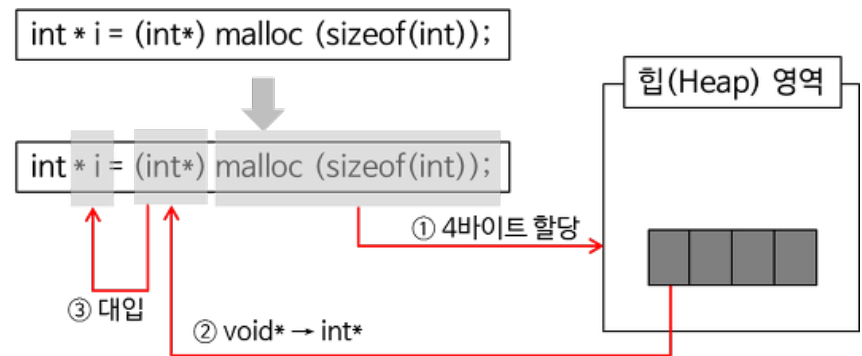 int * i = (int*) malloc (sizeof(int));
힙(Heap) 영역
int * i = (int*) malloc (sizeof(int));
① 4바이트 할당
③ 대입
② void* → int*